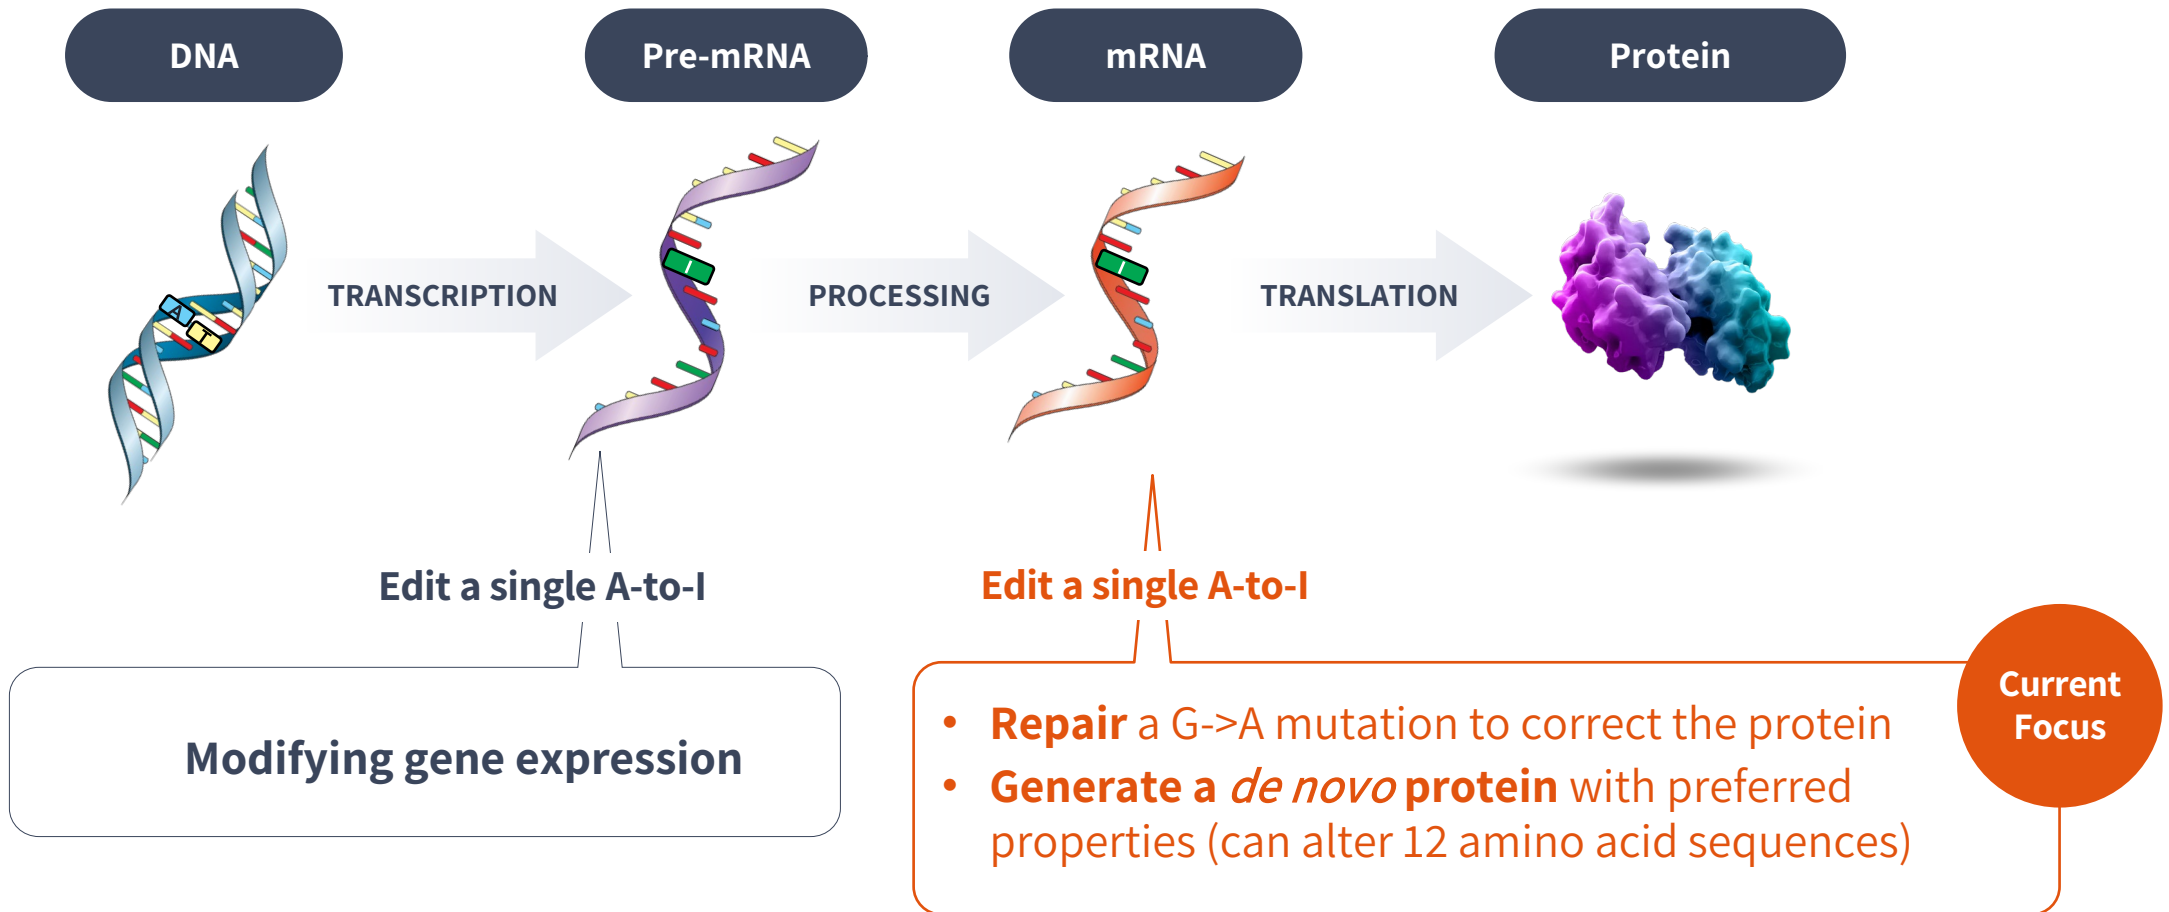 DNA
Pre-mRNA
mRNA
Protein
A
T
TRANSCRIPTION
I
PROCESSING
I
TRANSLATION
Edit a single A-to-I
Edit a single A-to-I
Modifying gene expression
• Repair a G->A mutation to correct the protein
• Generate a de novo protein with preferred
properties (can alter 12 amino acid sequences)
Current
Focus